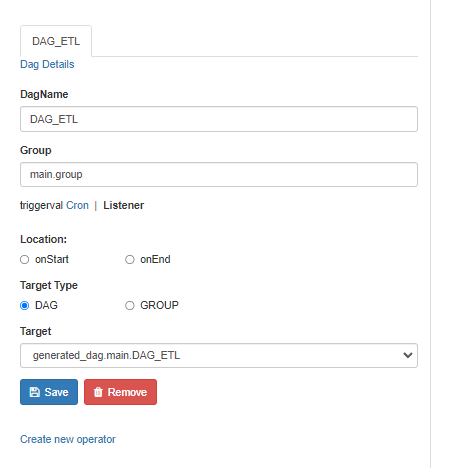 DAG_ETL
Dag Details
DagName
DAG_ETL
Group
main.group
triggerval Cron | Listener
Location:
onStart onEnd
Target Type
DAG GROUP
Target
generated_dag.main.DAG_ETL
Save Remove
Create new operator